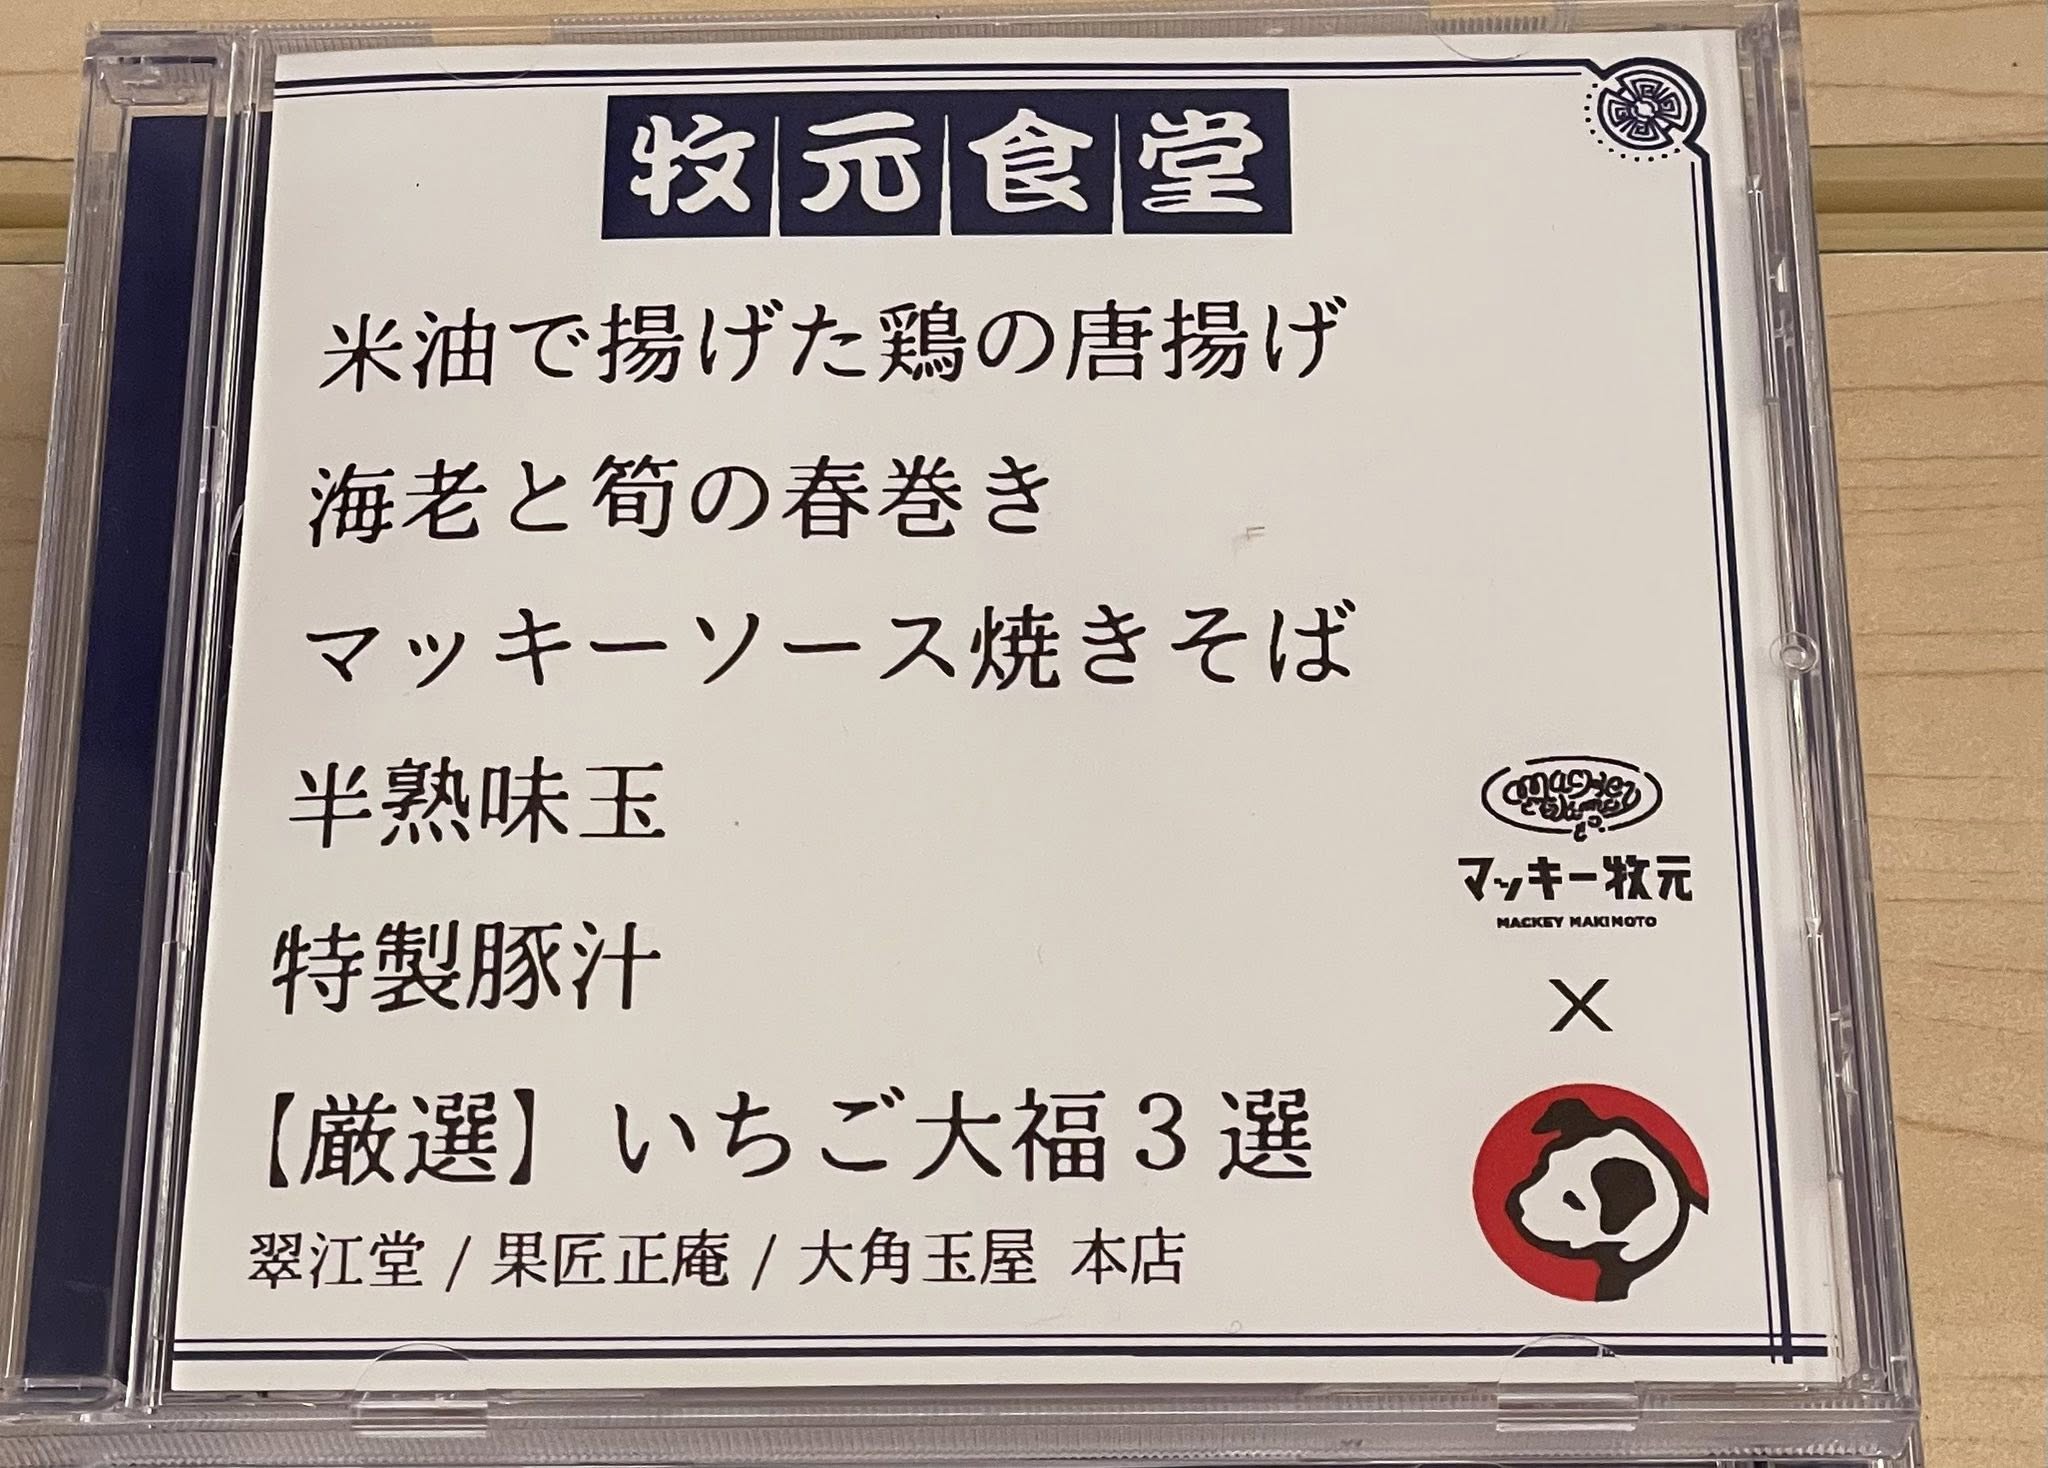 牧元食堂
米油で揚げた鶏の唐揚げ
海老と筍の春巻き
マッキーソース焼きそば
半熟味玉
特製豚汁
【厳選】いちご大福3選
翠江堂 / 果匠正庵 / 大角玉屋 本店
マッキー牧元
MACKEY MAKIMOTO
×